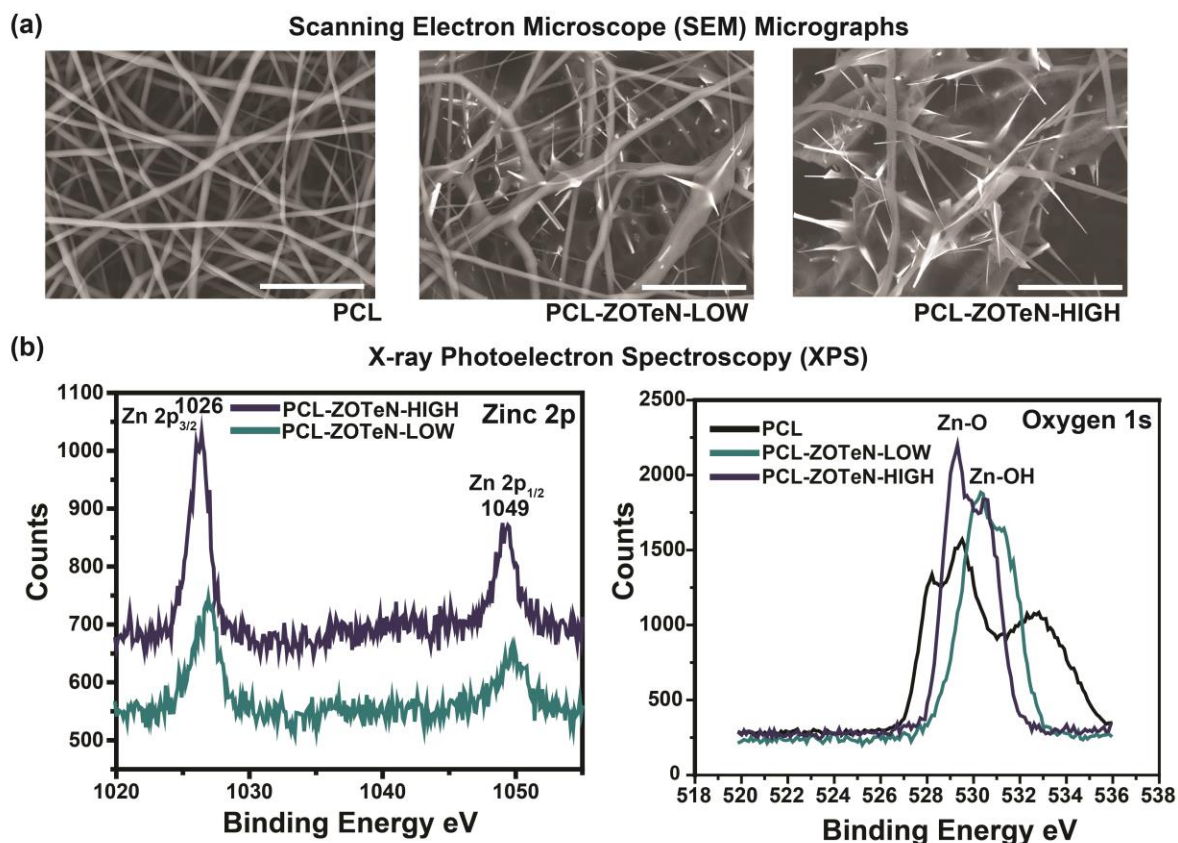 (a)
Scanning Electron Microscope (SEM) Micrographs
PCL
PCL-ZOTeN-LOW
PCL-ZOTeN-HIGH
(b)
X-ray Photoelectron Spectroscopy (XPS)
1100
1000
900
800
700
600
500
Counts
Zn 2p3/2
1026
PCL-ZOTeN-HIGH
PCL-ZOTeN-LOW
Zinc 2p
Zn 2p1/2
1049
1020
1030
1040
1050
Binding Energy eV
2500
2000
1500
1000
500
0
Counts
PCL
PCL-ZOTeN-LOW
PCL-ZOTeN-HIGH
Zn-O
Oxygen 1s
Zn-OH
518 520 522 524 526 528 530 532 534 536 538
Binding Energy eV